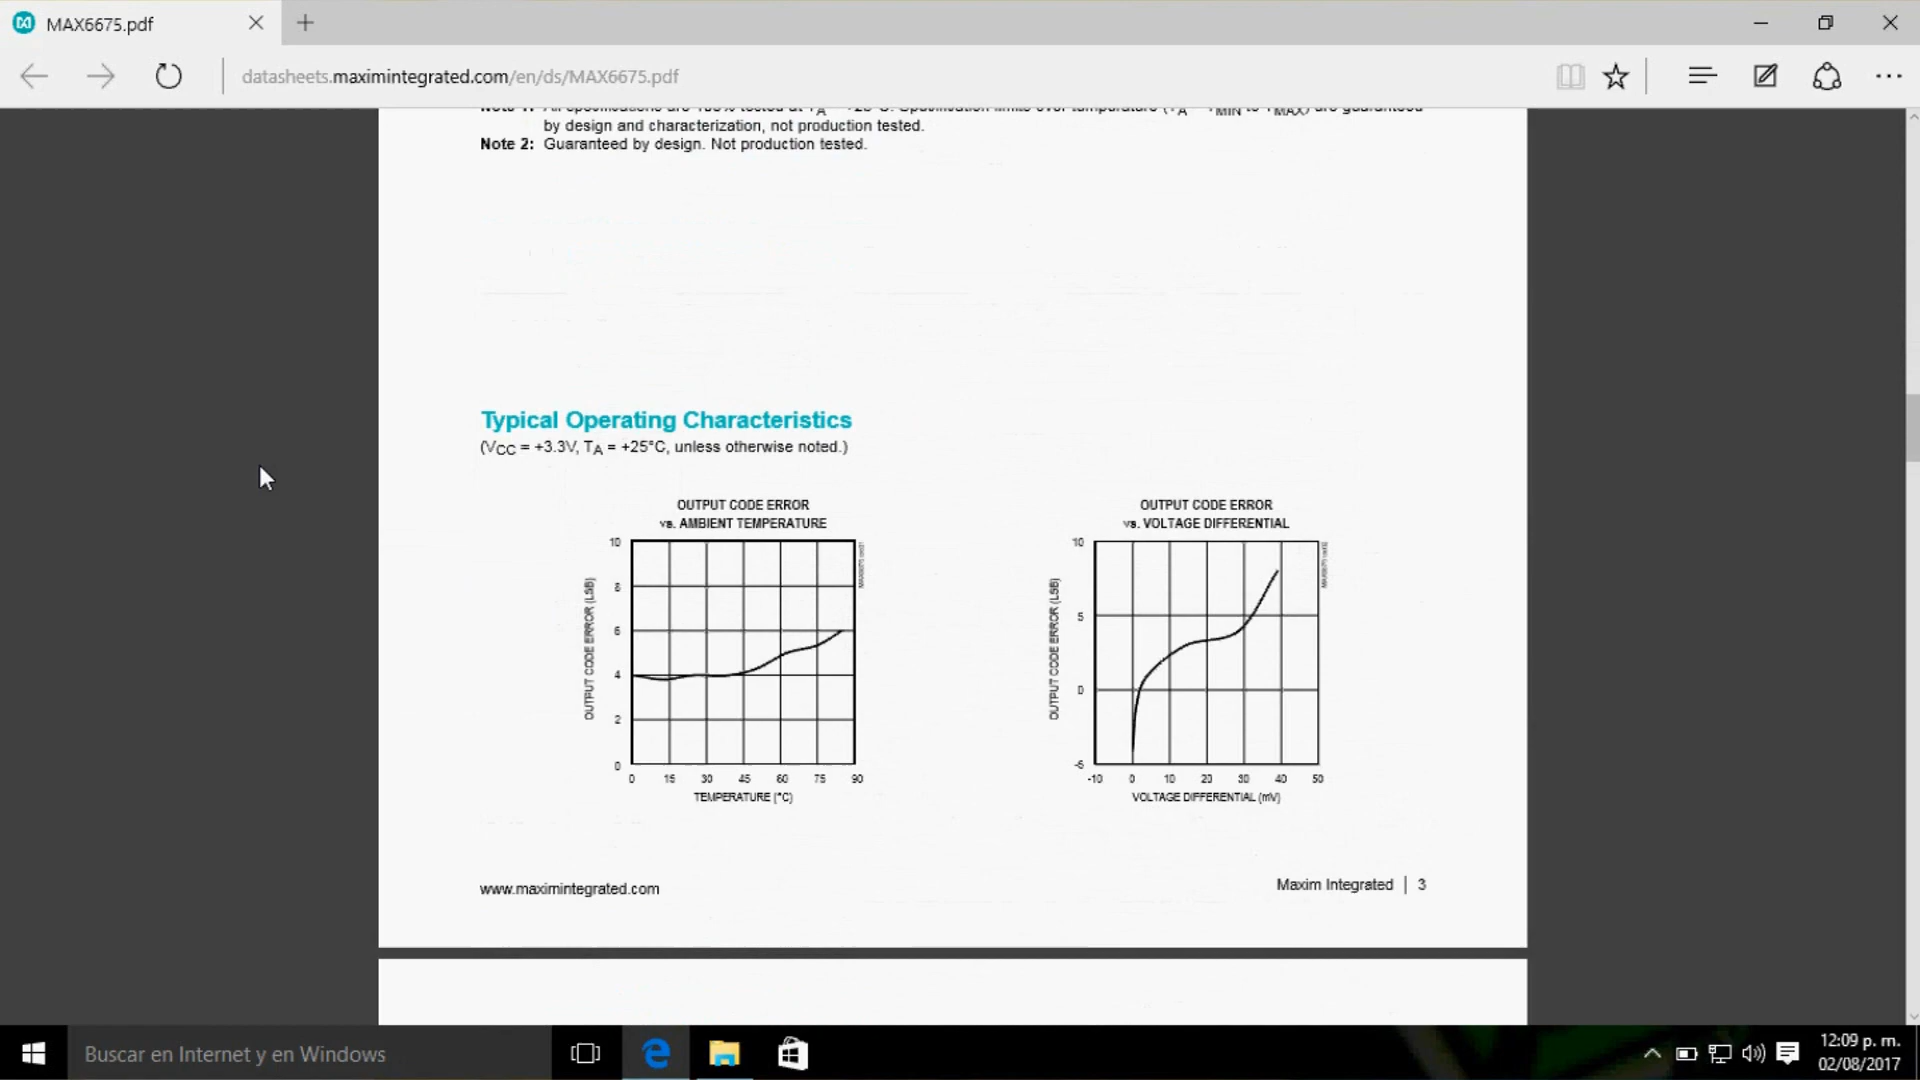 MAX6675.pdf
datasheets.maximintegrated.com/en/ds/MAX6675.pdf
by design and characterization, not production tested.
Note 2: Guaranteed by design. Not production tested.
Typical Operating Characteristics
(VCC = +3.3V, TA = +25°C, unless otherwise noted.)
OUTPUT CODE ERROR
vs. AMBIENT TEMPERATURE
10
8
6
4
2
0
OUTPUT CODE ERROR (LSB)
0 15 30 45 60 75 90
TEMPERATURE (°C)
OUTPUT CODE ERROR
vs. VOLTAGE DIFFERENTIAL
10
5
0
-5
OUTPUT CODE ERROR (LSB)
-10 0 10 20 30 40 50
VOLTAGE DIFFERENTIAL (mV)
www.maximintegrated.com
Maxim Integrated | 3
Buscar en Internet y en Windows
12:09 p. m.
02/08/2017